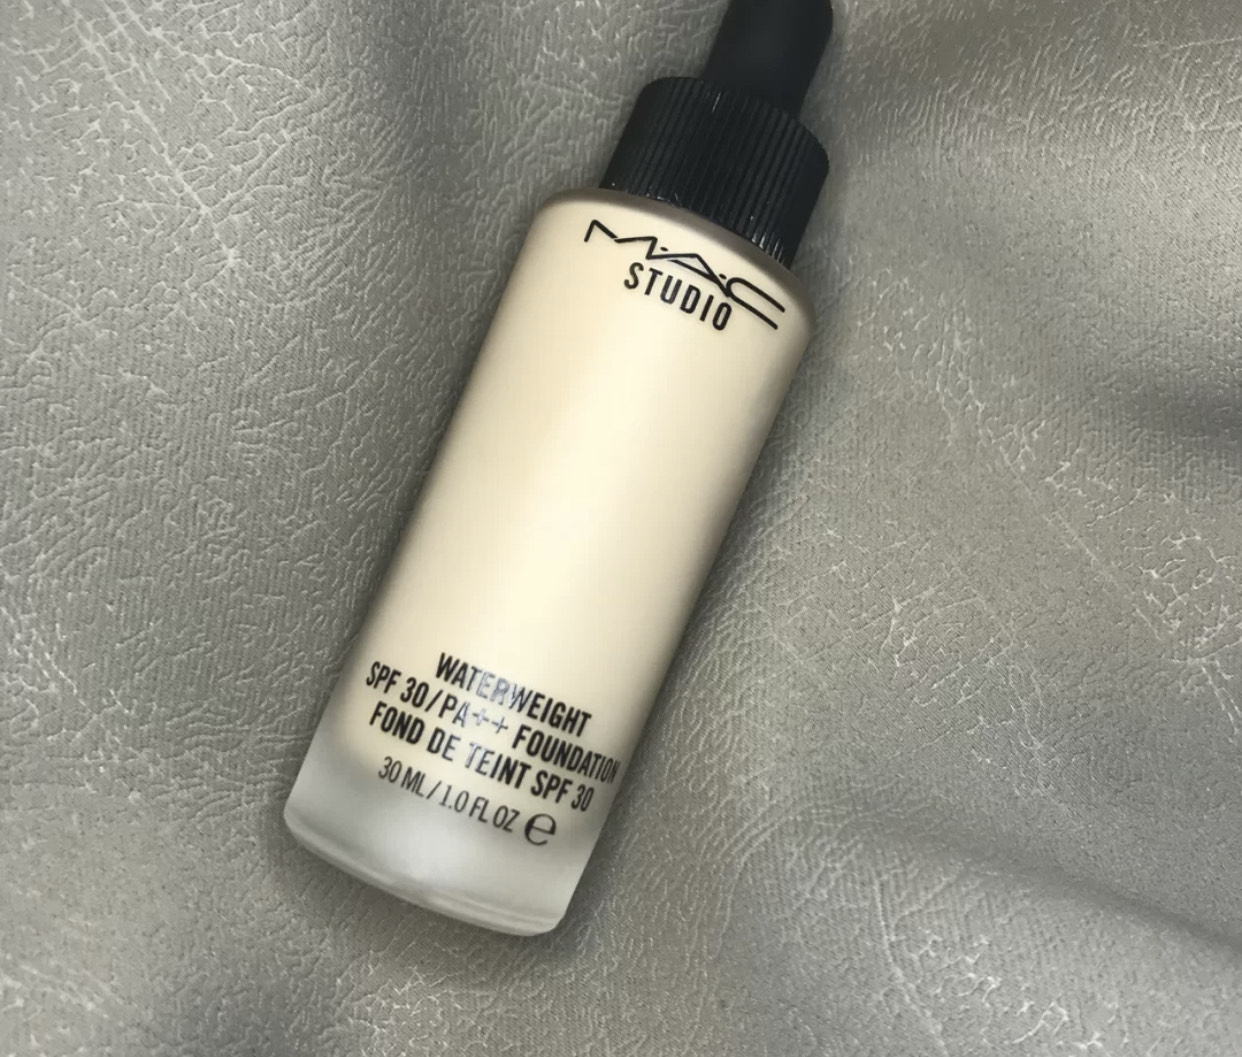 M·A·C
STUDIO
WATERWEIGHT
SPF 30/PA++ FOUNDATION
FOND DE TEINT SPF 30
30 ML / 1.0 FL OZ ℮